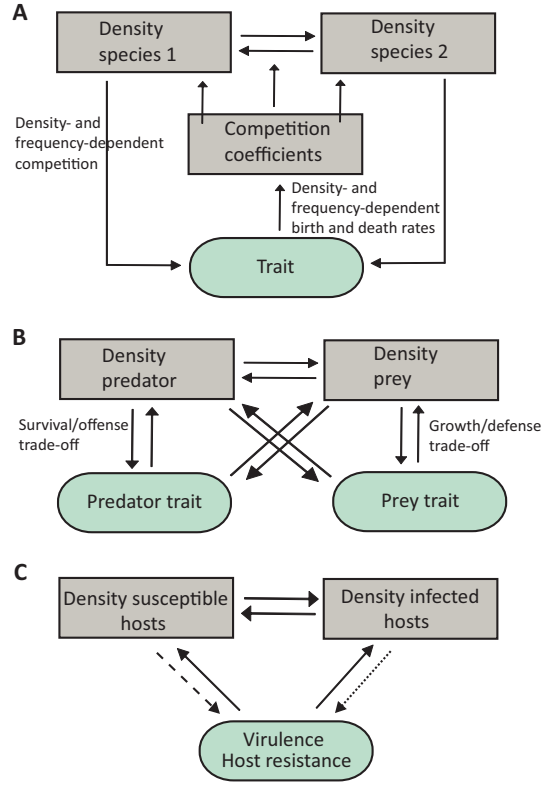 A
Density
species 1
Density
species 2
Density- and
frequency-dependent
competition
Competition
coefficients
Density- and
frequency-dependent
birth and death rates
Trait
B
Density
predator
Density
prey
Survival/offense
trade-off
Growth/defense
trade-off
Predator trait
Prey trait
C
Density susceptible
hosts
Density infected
hosts
Virulence
Host resistance